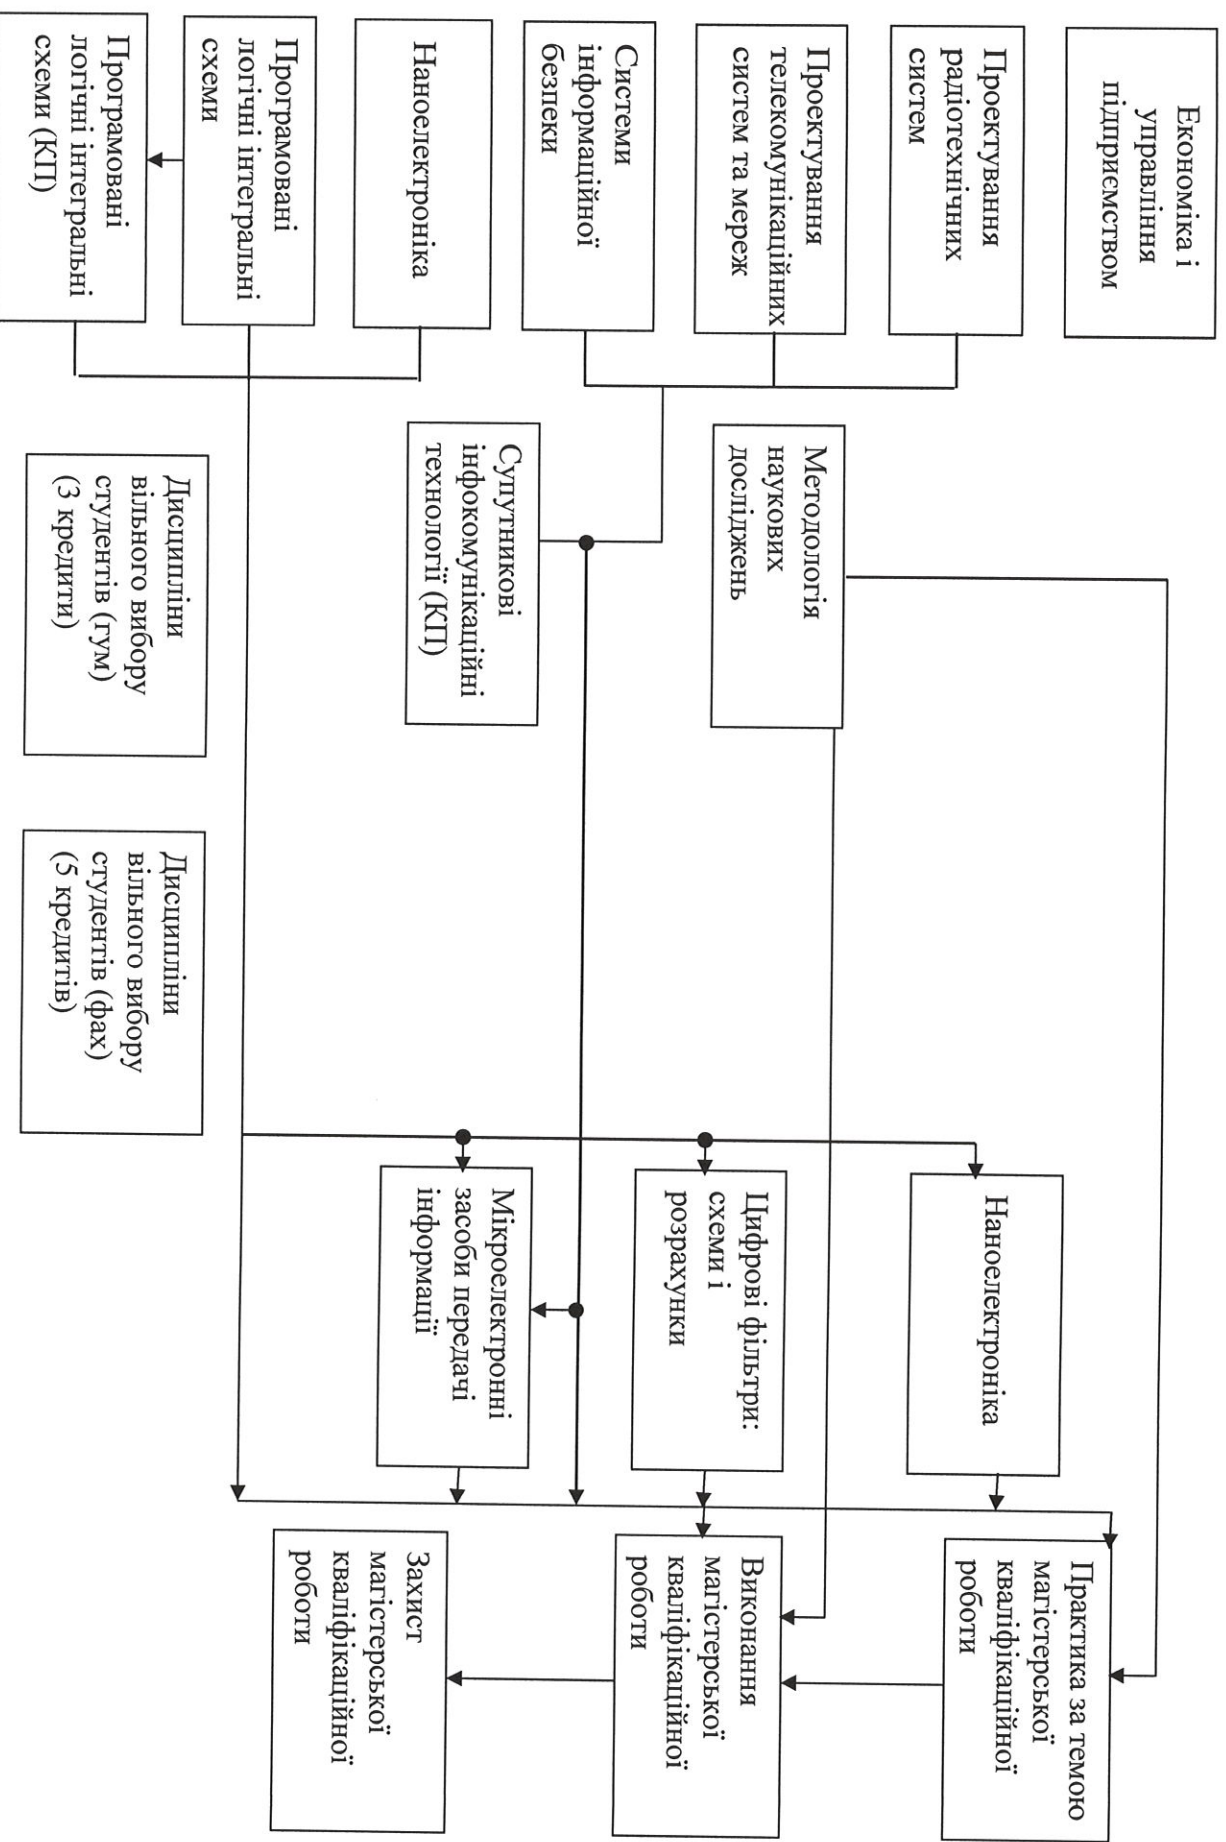 Економіка і
управління
підприємством
Проектування
радіотехнічних
систем
Проектування
телекомунікаційних
систем та мереж
Системи
інформаційної
безпеки
Наноелектроніка
Програмовані
логічні інтегральні
схеми
Програмовані
логічні інтегральні
схеми (КП)
Методологія
наукових
досліджень
Супутникові
інфокомунікаційні
технології (КП)
Дисципліни
вільного вибору
студентів (гум)
(3 кредити)
Дисципліни
вільного вибору
студентів (фах)
(5 кредитів)
Наноелектроніка
Цифрові фільтри:
схеми і
розрахунки
Мікроелектронні
засоби передачі
інформації
Практика за темою
магістерської
кваліфікаційної
роботи
Виконання
магістерської
кваліфікаційної
роботи
Захист
магістерської
кваліфікаційної
роботи